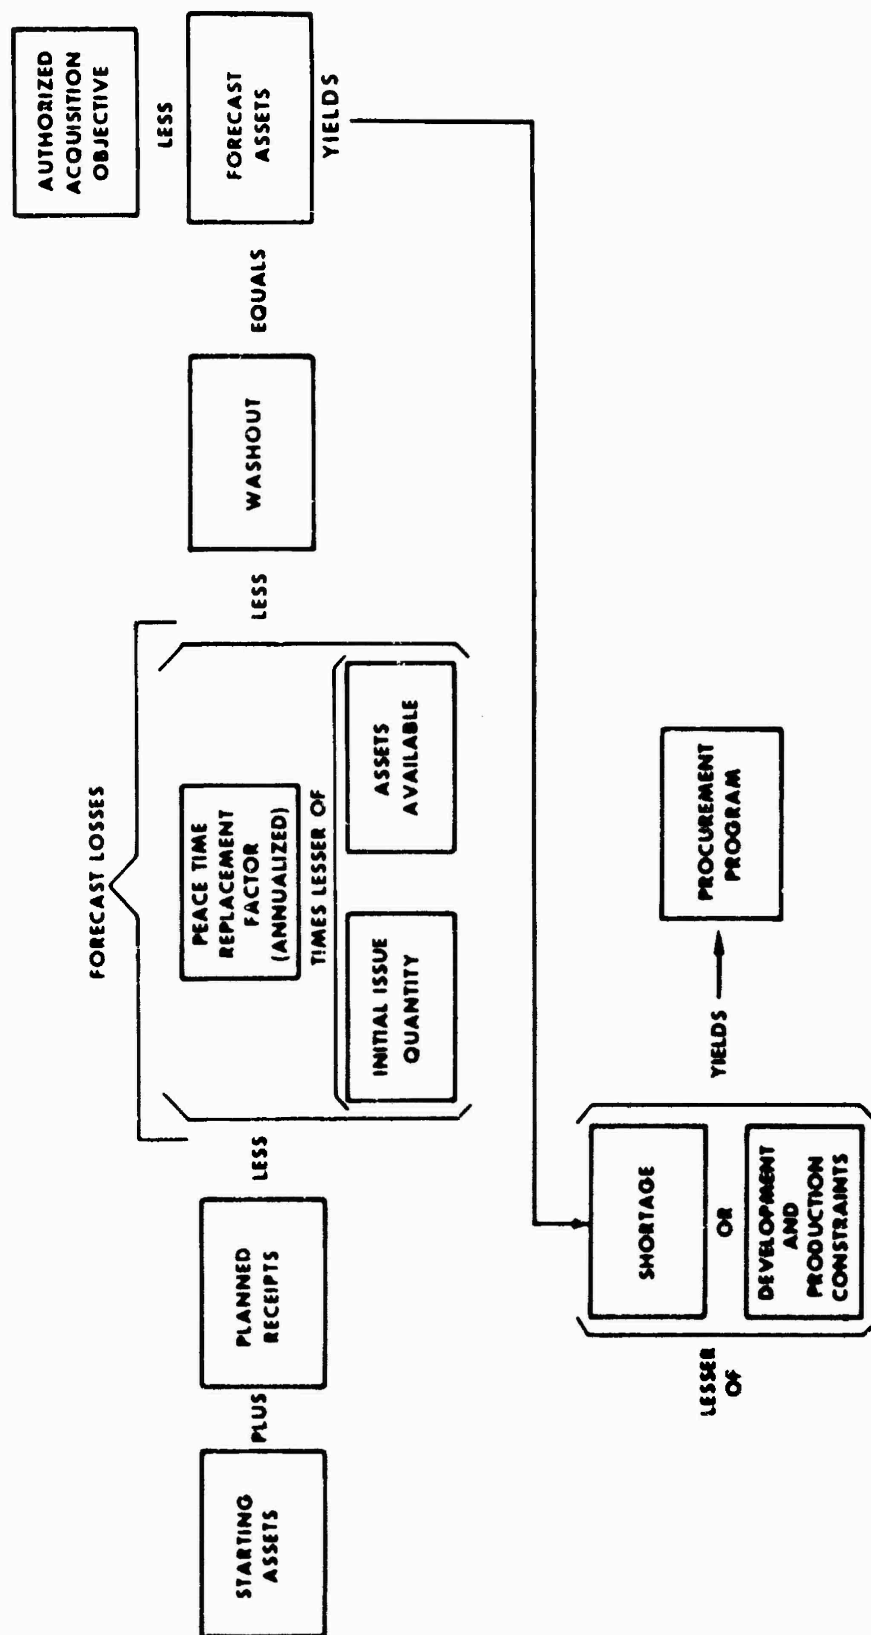 AUTHORIZED
ACQUISITION
OBJECTIVE
LESS
FORECAST LOSSES
STARTING
ASSETS
PLUS
PLANNED
RECEIPTS
LESS
PEACE TIME
REPLACEMENT
FACTOR
(ANNUALIZED)
TIMES LESSER OF
INITIAL ISSUE
QUANTITY
ASSETS
AVAILABLE
LESS
WASHOUT
EQUALS
FORECAST
ASSETS
YIELDS
LESSER
OF
SHORTAGE
OR
DEVELOPMENT
AND
PRODUCTION
CONSTRAINTS
YIELDS
PROCUREMENT
PROGRAM